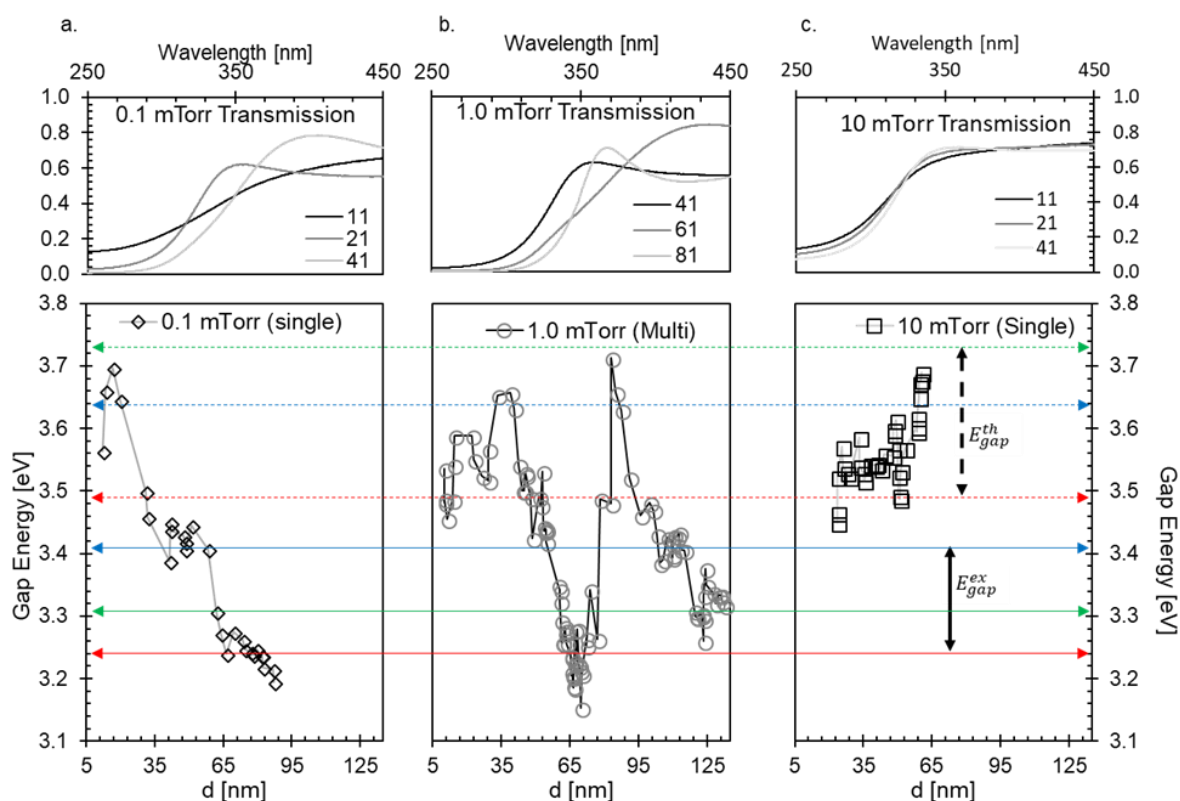 a.
b.
c.
Wavelength [nm]
Wavelength [nm]
Wavelength [nm]
250 350 450
250 350 450
250 350 450
1.0
0.8
0.6
0.4
0.2
0.0
0.1 mTorr Transmission
11
21
41
1.0 mTorr Transmission
41
61
81
10 mTorr Transmission
11
21
41
1.0
0.8
0.6
0.4
0.2
0.0
Gap Energy [eV]
3.8
3.7
3.6
3.5
3.4
3.3
3.2
3.1
0.1 mTorr (single)
1.0 mTorr (Multi)
10 mTorr (Single)
E_{gap}^{th}
E_{gap}^{ex}
3.8
3.7
3.6
3.5
3.4
3.3
3.2
3.1
Gap Energy [eV]
5 35 65 95 125
5 35 65 95 125
5 35 65 95 125
d [nm]
d [nm]
d [nm]